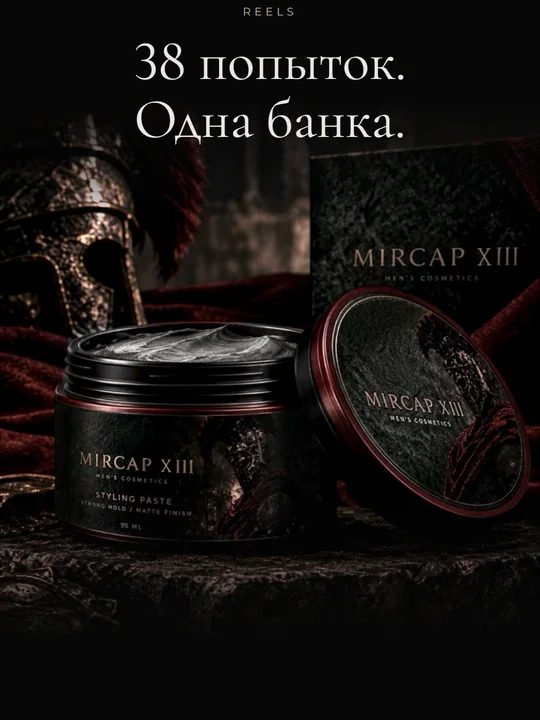 REELS
38 попыток.
Одна банка.
MIRCAP XIII
MEN'S COSMETICS
MIRCAP XIII
MEN'S COSMETICS
MIRCAP XIII
MEN'S COSMETICS
STYLING PASTE
STRONG HOLD / MATTE FINISH
95 ML